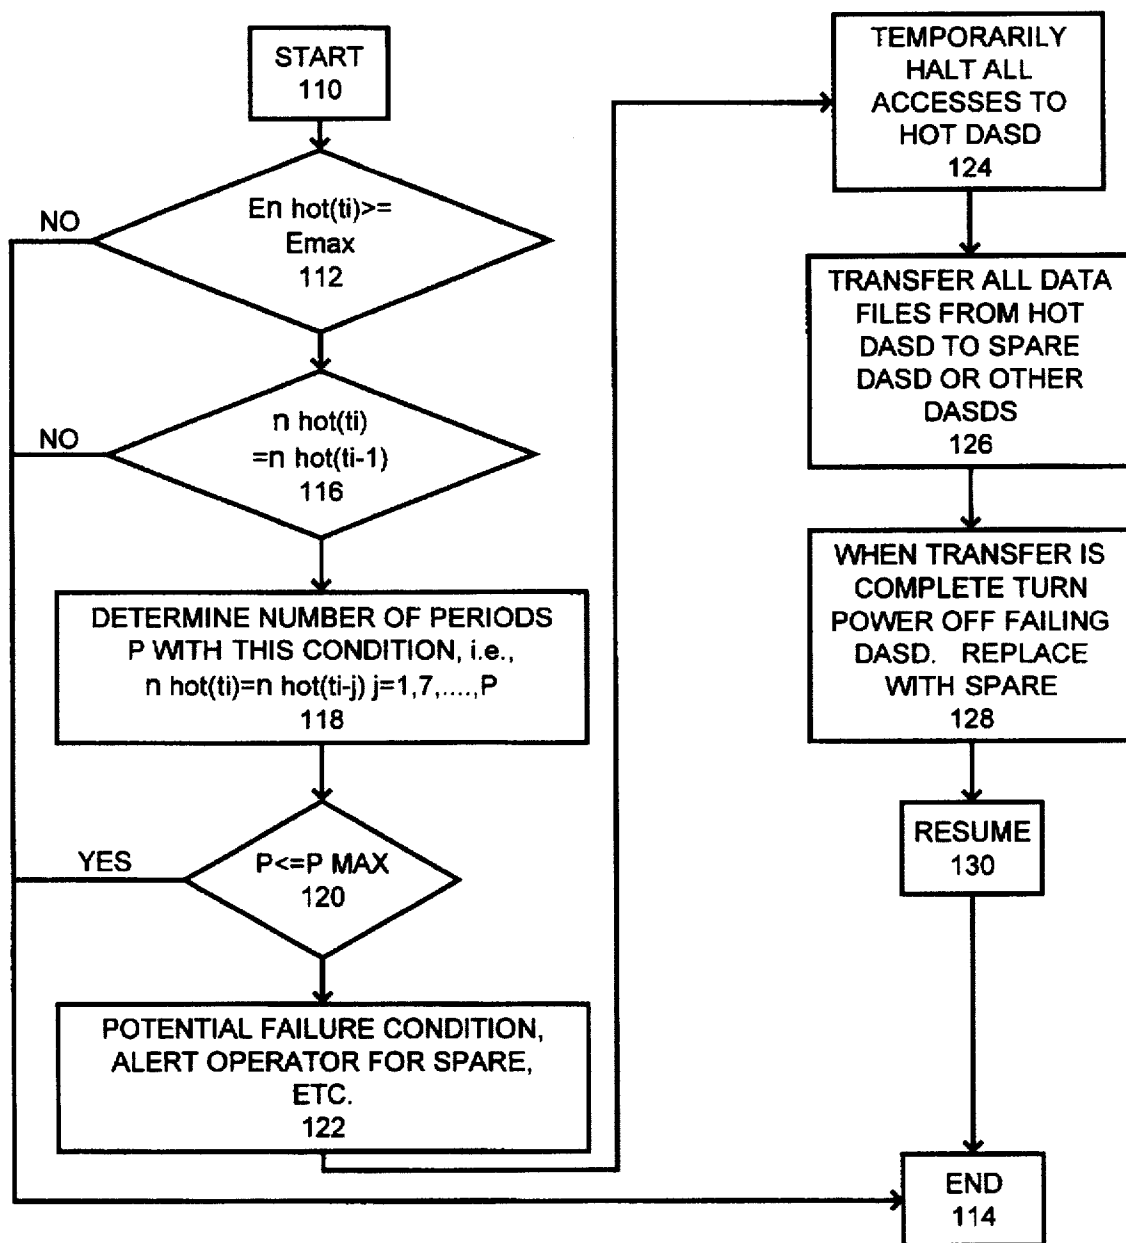 START
110
NO
En hot(ti)>=
Emax
112
NO
n hot(ti)
=n hot(ti-1)
116
DETERMINE NUMBER OF PERIODS
P WITH THIS CONDITION, i.e.,
n hot(ti)=n hot(ti-j) j=1,7,....,P
118
YES
P<=P MAX
120
POTENTIAL FAILURE CONDITION,
ALERT OPERATOR FOR SPARE,
ETC.
122
TEMPORARILY
HALT ALL
ACCESSES TO
HOT DASD
124
TRANSFER ALL DATA
FILES FROM HOT
DASD TO SPARE
DASD OR OTHER
DASDS
126
WHEN TRANSFER IS
COMPLETE TURN
POWER OFF FAILING
DASD. REPLACE
WITH SPARE
128
RESUME
130
END
114